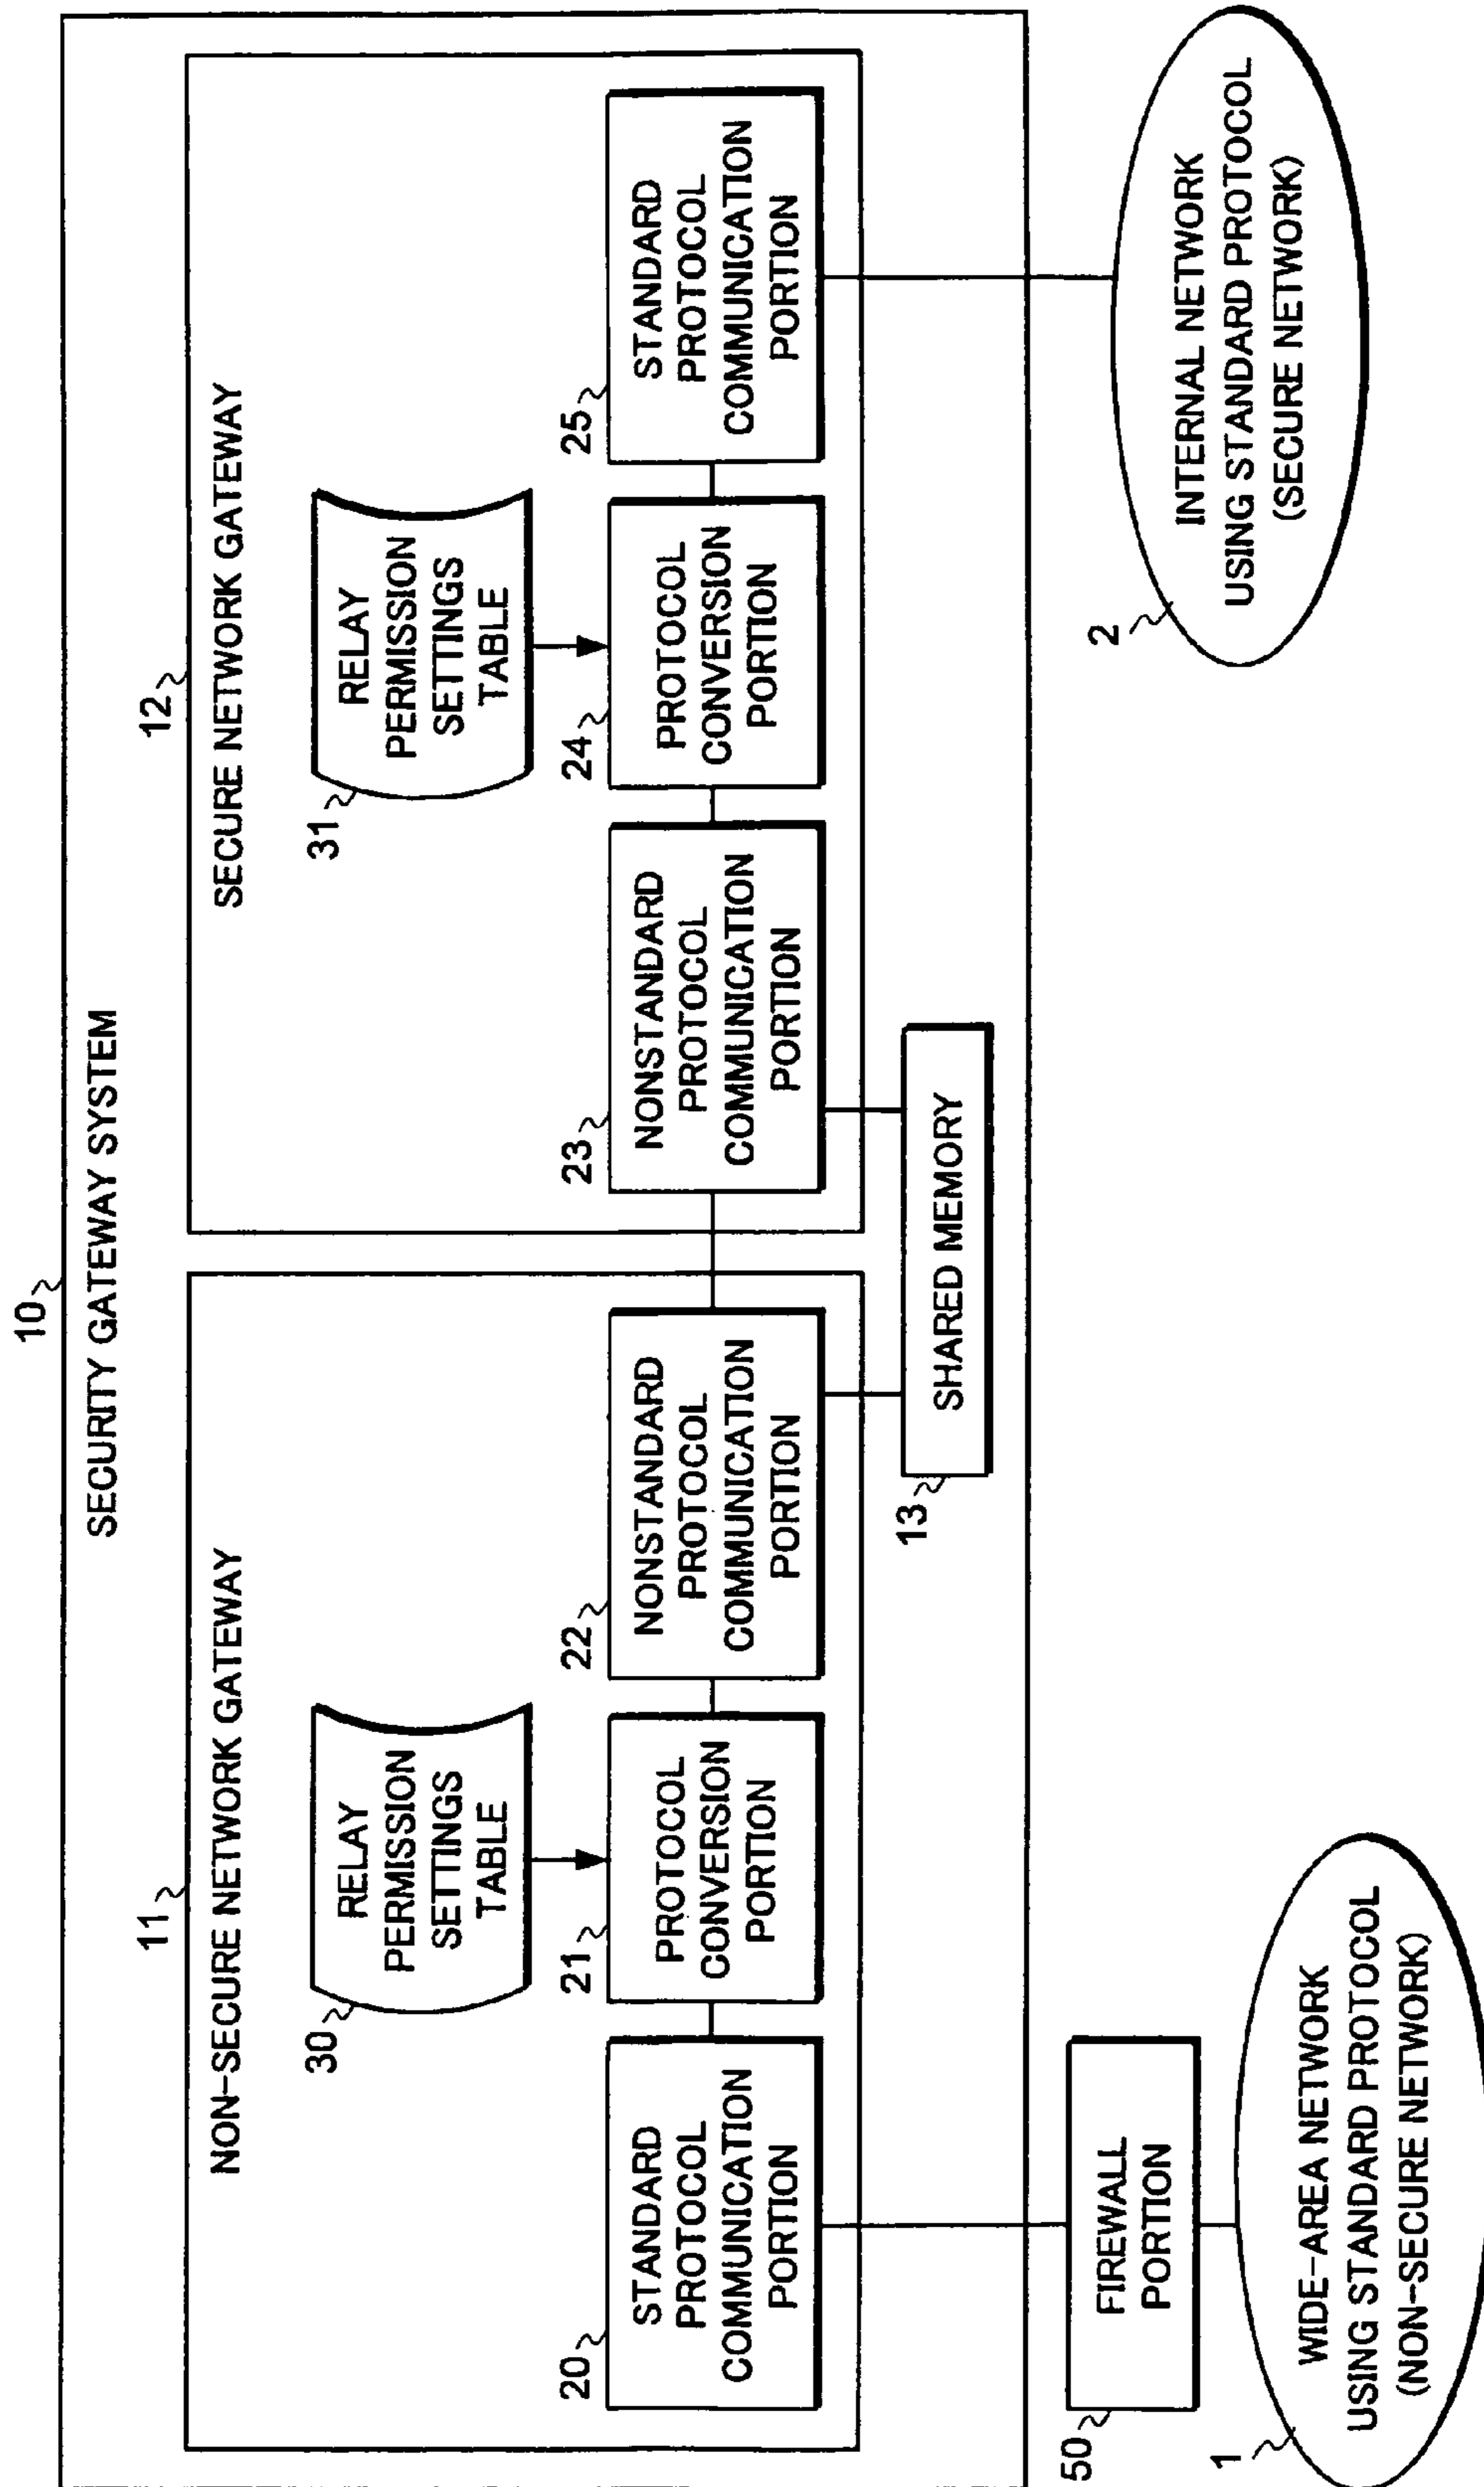 10
SECURITY GATEWAY SYSTEM
11
NON-SECURE NETWORK GATEWAY
30
RELAY
PERMISSION
SETTINGS
TABLE
20
STANDARD
PROTOCOL
COMMUNICATION
PORTION
21
PROTOCOL
CONVERSION
PORTION
22
NONSTANDARD
PROTOCOL
COMMUNICATION
PORTION
12
SECURE NETWORK GATEWAY
31
RELAY
PERMISSION
SETTINGS
TABLE
23
NONSTANDARD
PROTOCOL
COMMUNICATION
PORTION
24
PROTOCOL
CONVERSION
PORTION
25
STANDARD
PROTOCOL
COMMUNICATION
PORTION
13
SHARED MEMORY
50
FIREWALL
PORTION
1
WIDE-AREA NETWORK
USING STANDARD PROTOCOL
(NON-SECURE NETWORK)
2
INTERNAL NETWORK
USING STANDARD PROTOCOL
(SECURE NETWORK)